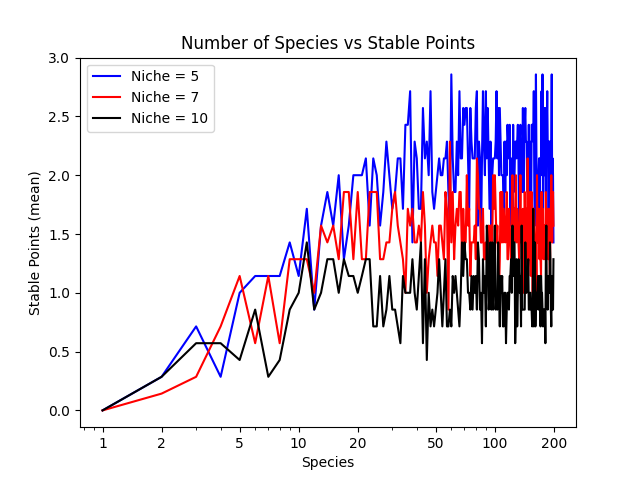 Number of Species vs Stable Points
Niche = 5
Niche = 7
Niche = 10
Stable Points (mean)
3.0
2.5
2.0
1.5
1.0
0.5
0.0
1 2 5 10 20 50 100 200
Species